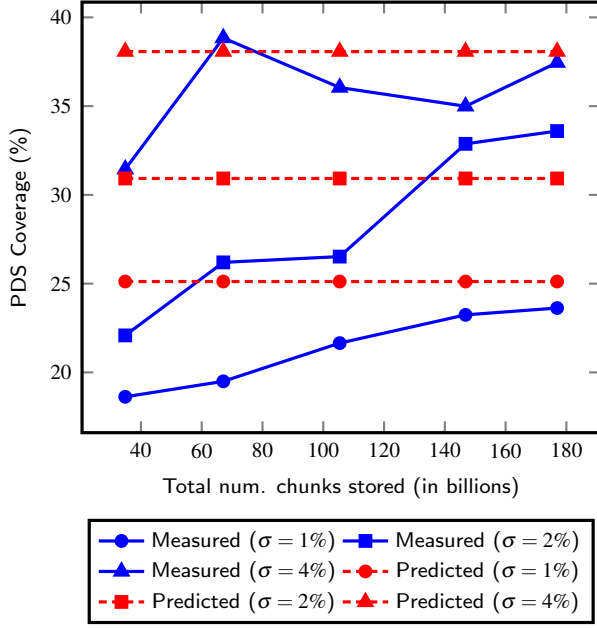 40
35
30
25
20
PDS Coverage (%)
40 60 80 100 120 140 160 180
Total num. chunks stored (in billions)
Measured (σ = 1%) Measured (σ = 2%)
Measured (σ = 4%) Predicted (σ = 1%)
Predicted (σ = 2%) Predicted (σ = 4%)